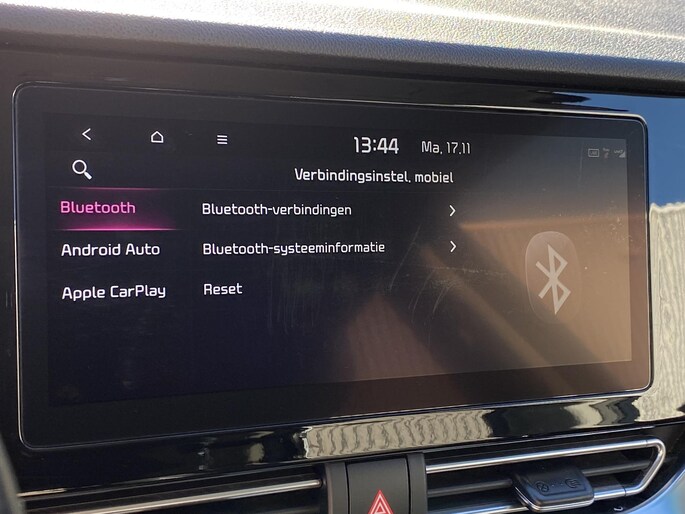 13:44 Ma, 17.11
Verbindingsinstel, mobiel
Bluetooth Bluetooth-verbindingen
Android Auto Bluetooth-systeeminformatie
Apple CarPlay Reset